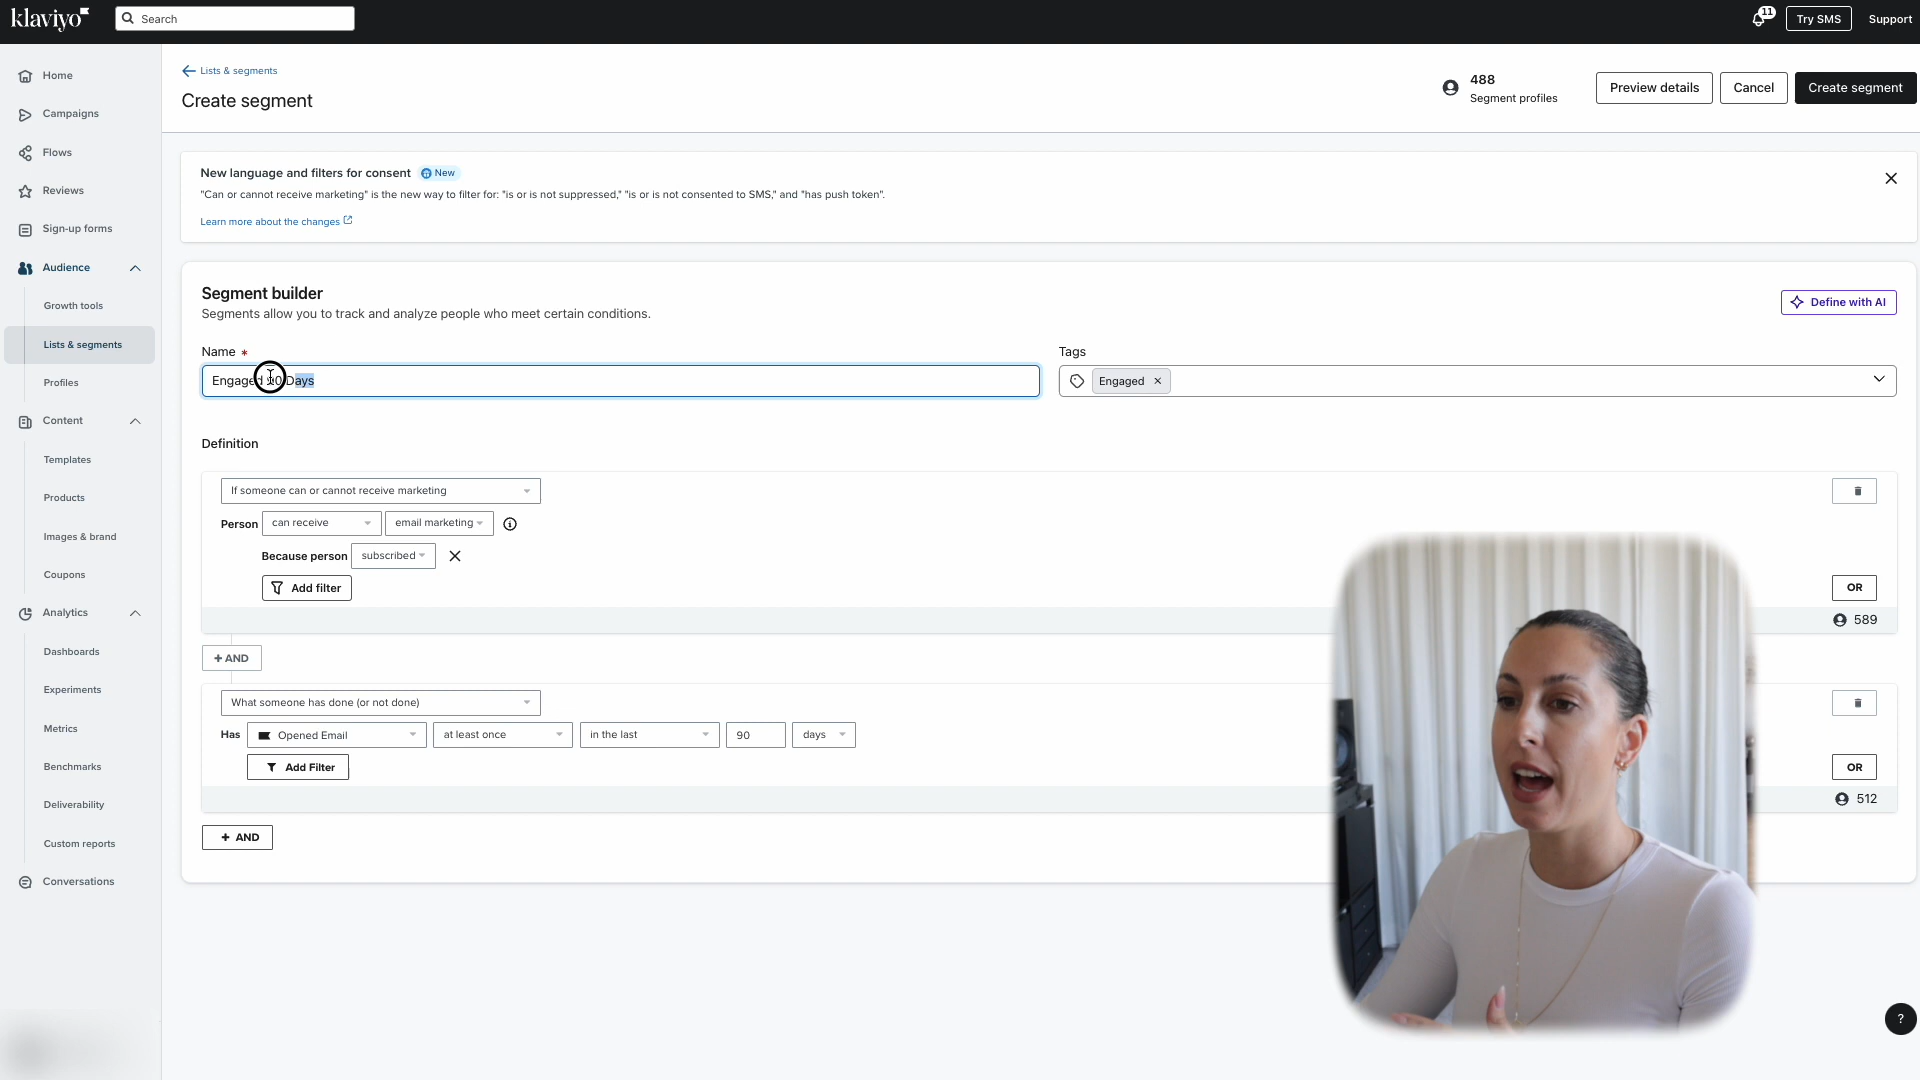 klaviyo
Search
11
Try SMS
Support
Home
Campaigns
Flows
Reviews
Sign-up forms
Audience
Growth tools
Lists & segments
Profiles
Content
Templates
Products
Images & brand
Coupons
Analytics
Dashboards
Experiments
Metrics
Benchmarks
Deliverability
Custom reports
Conversations
Lists & segments
Create segment
488
Segment profiles
Preview details
Cancel
Create segment
New language and filters for consent New
"Can or cannot receive marketing" is the new way to filter for: "is or is not suppressed," "is or is not consented to SMS," and "has push token".
Learn more about the changes
Segment builder
Segments allow you to track and analyze people who meet certain conditions.
Define with AI
Name *
Engaged 90 Days
Tags
Engaged
Definition
If someone can or cannot receive marketing
Person can receive email marketing
Because person subscribed
Add filter
OR
589
+ AND
What someone has done (or not done)
Has Opened Email at least once in the last 90 days
Add Filter
OR
512
+ AND
?